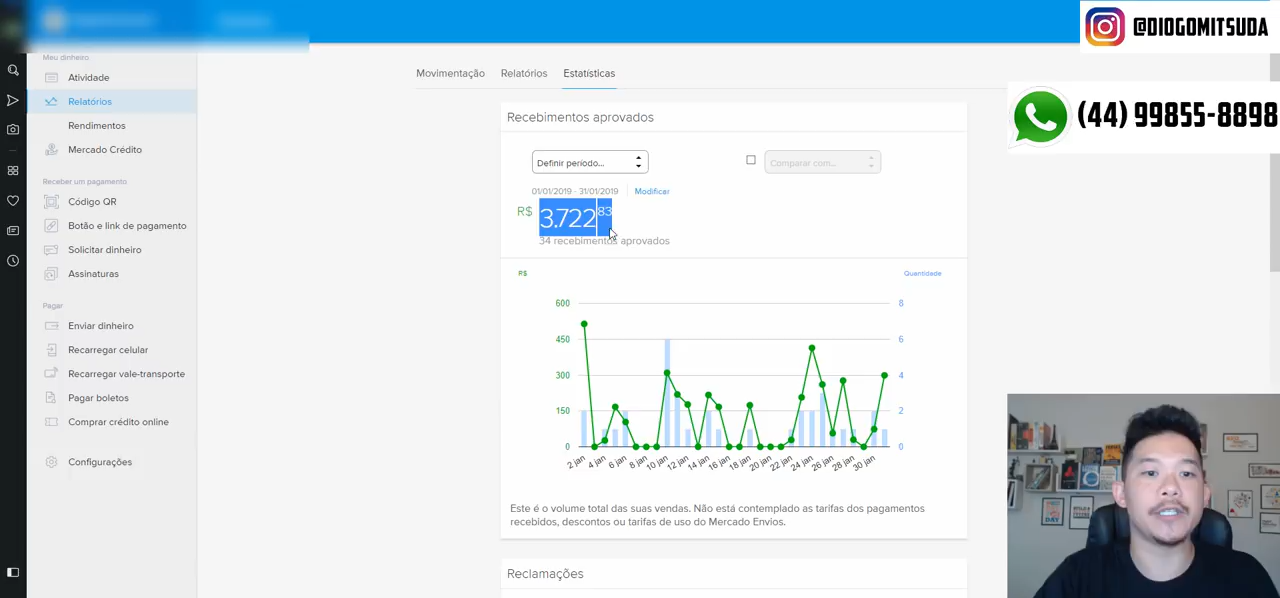 @DIOGOMITSUDA
(44) 99855-8898
Meu dinheiro
Atividade
Relatórios
Rendimentos
Mercado Crédito
Receber um pagamento
Código QR
Botão e link de pagamento
Solicitar dinheiro
Assinaturas
Pagar
Enviar dinheiro
Recarregar celular
Recarregar vale-transporte
Pagar boletos
Comprar crédito online
Configurações
Movimentação Relatórios Estatísticas
Recebimentos aprovados
Definir período... Comparar com...
01/01/2019 - 31/01/2019 Modificar
R$ 3.722 83
34 recebimentos aprovados
R$ Quantidade
600 8
450 6
300 4
150 2
0 0
2 jan 4 jan 6 jan 8 jan 10 jan 12 jan 14 jan 16 jan 18 jan 20 jan 22 jan 24 jan 26 jan 28 jan 30 jan
Este é o volume total das suas vendas. Não está contemplado as tarifas dos pagamentos
recebidos, descontos ou tarifas de uso do Mercado Envios.
Reclamações